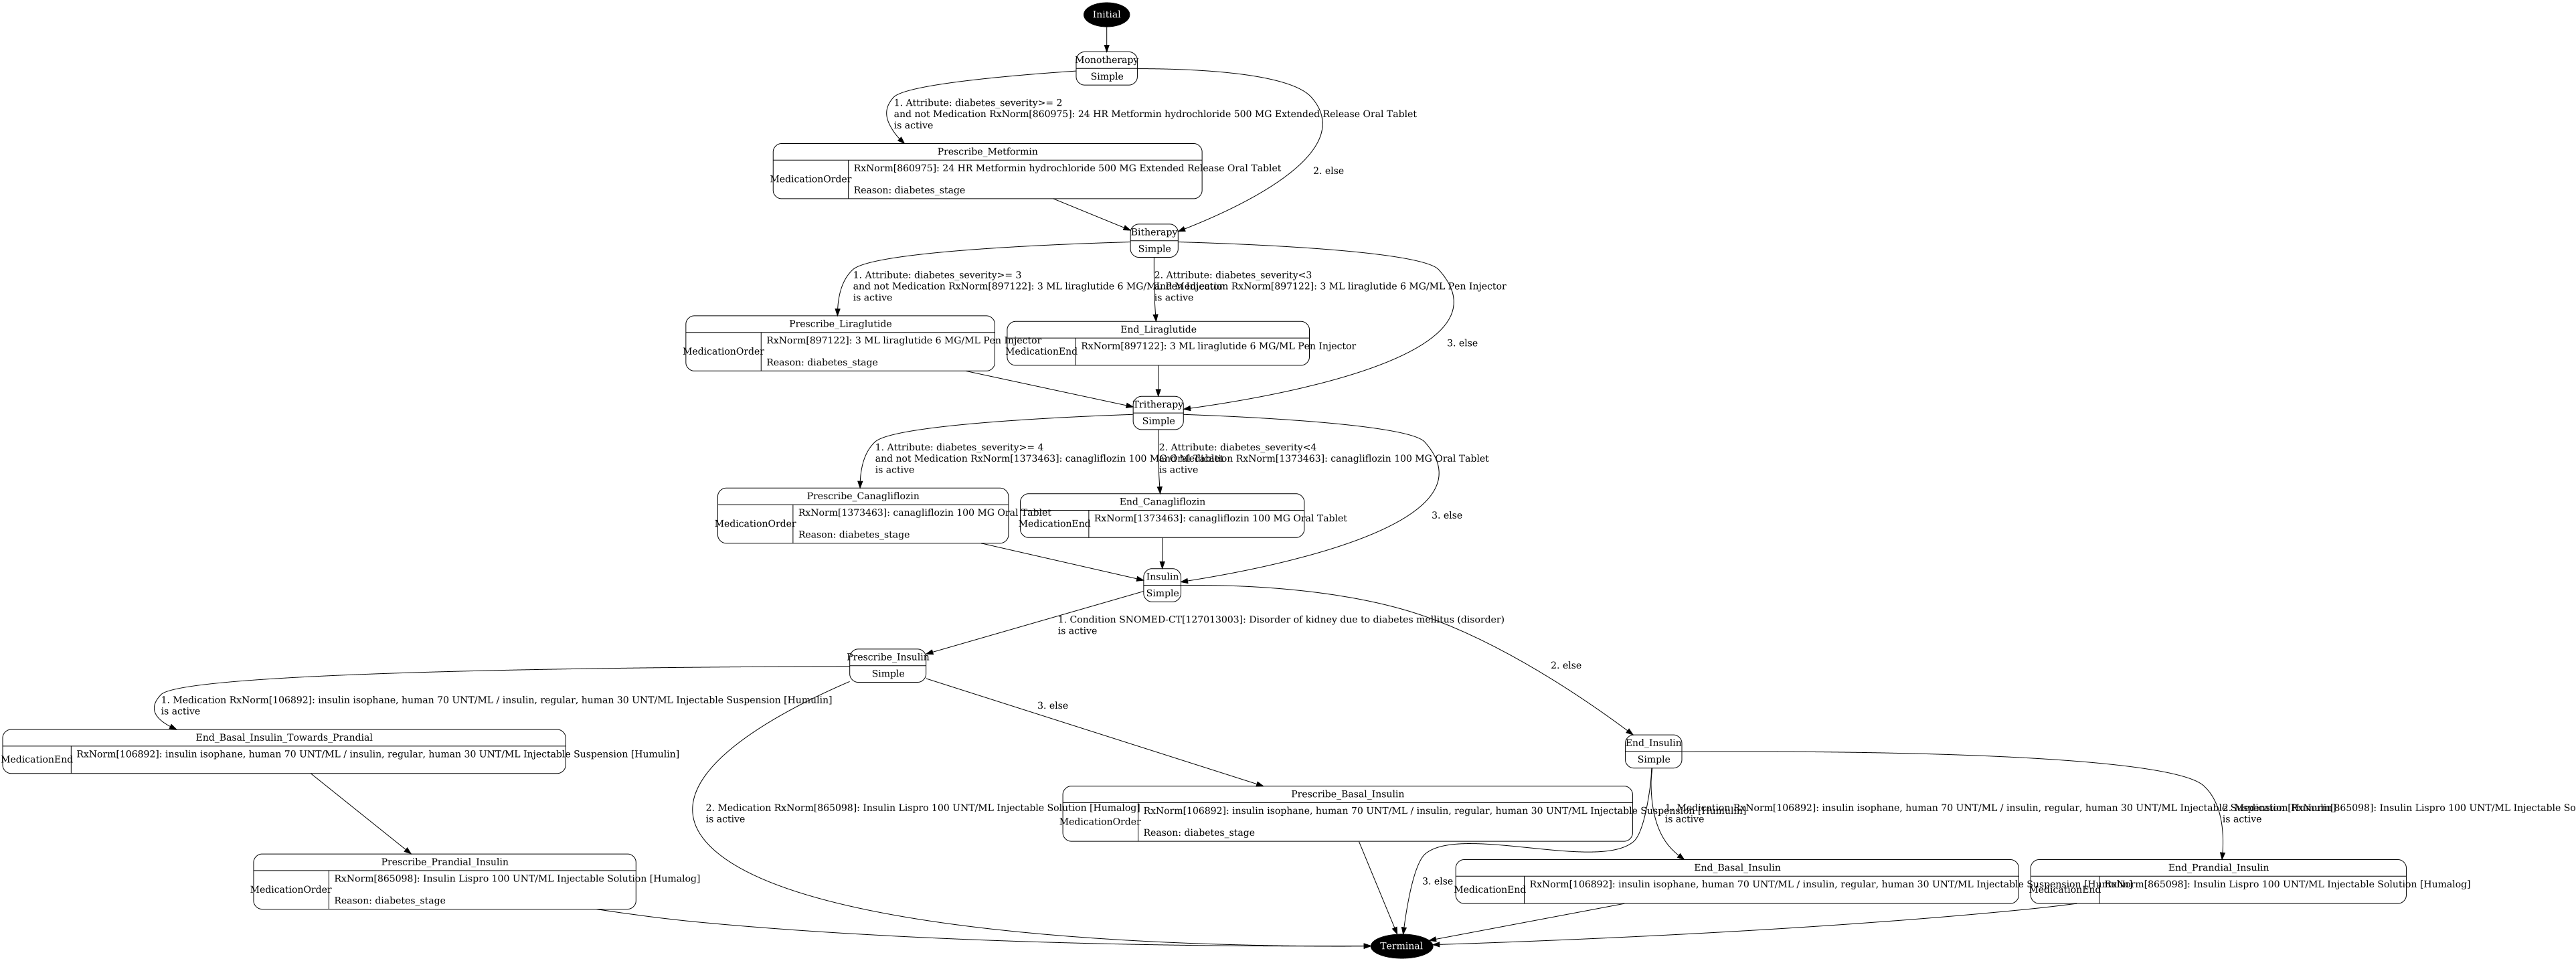 Initial
Monotherapy
Simple
1. Attribute: diabetes_severity>= 2
and not Medication RxNorm[860975]: 24 HR Metformin hydrochloride 500 MG Extended Release Oral Tablet
is active
2. else
Prescribe_Metformin
MedicationOrder
RxNorm[860975]: 24 HR Metformin hydrochloride 500 MG Extended Release Oral Tablet
Reason: diabetes_stage
Bitherapy
Simple
1. Attribute: diabetes_severity>= 3
and not Medication RxNorm[897122]: 3 ML liraglutide 6 MG/ML Pen Injector
is active
2. Attribute: diabetes_severity<3
and Medication RxNorm[897122]: 3 ML liraglutide 6 MG/ML Pen Injector
is active
3. else
Prescribe_Liraglutide
MedicationOrder
RxNorm[897122]: 3 ML liraglutide 6 MG/ML Pen Injector
Reason: diabetes_stage
End_Liraglutide
MedicationEnd
RxNorm[897122]: 3 ML liraglutide 6 MG/ML Pen Injector
Tritherapy
Simple
1. Attribute: diabetes_severity>= 4
and not Medication RxNorm[1373463]: canagliflozin 100 MG Oral Tablet
is active
2. Attribute: diabetes_severity<4
and Medication RxNorm[1373463]: canagliflozin 100 MG Oral Tablet
is active
3. else
Prescribe_Canagliflozin
MedicationOrder
RxNorm[1373463]: canagliflozin 100 MG Oral Tablet
Reason: diabetes_stage
End_Canagliflozin
MedicationEnd
RxNorm[1373463]: canagliflozin 100 MG Oral Tablet
Insulin
Simple
1. Condition SNOMED-CT[127013003]: Disorder of kidney due to diabetes mellitus (disorder)
is active
2. else
Prescribe_Insulin
Simple
1. Medication RxNorm[106892]: insulin isophane, human 70 UNT/ML / insulin, regular, human 30 UNT/ML Injectable Suspension [Humulin]
is active
3. else
End_Basal_Insulin_Towards_Prandial
MedicationEnd
RxNorm[106892]: insulin isophane, human 70 UNT/ML / insulin, regular, human 30 UNT/ML Injectable Suspension [Humulin]
End_Insulin
Simple
2. Medication RxNorm[865098]: Insulin Lispro 100 UNT/ML Injectable Solution [Humalog]
is active
Prescribe_Basal_Insulin
MedicationOrder
RxNorm[106892]: insulin isophane, human 70 UNT/ML / insulin, regular, human 30 UNT/ML Injectable Suspension [Humulin]
Reason: diabetes_stage
1. Medication RxNorm[106892]: insulin isophane, human 70 UNT/ML / insulin, regular, human 30 UNT/ML Injectable Suspension [Humulin]
is active
2. Medication RxNorm[865098]: Insulin Lispro 100 UNT/ML Injectable So
is active
Prescribe_Prandial_Insulin
MedicationOrder
RxNorm[865098]: Insulin Lispro 100 UNT/ML Injectable Solution [Humalog]
Reason: diabetes_stage
3. else
End_Basal_Insulin
MedicationEnd
RxNorm[106892]: insulin isophane, human 70 UNT/ML / insulin, regular, human 30 UNT/ML Injectable Suspension [Humulin]
End_Prandial_Insulin
MedicationEnd
RxNorm[865098]: Insulin Lispro 100 UNT/ML Injectable Solution [Humalog]
Terminal